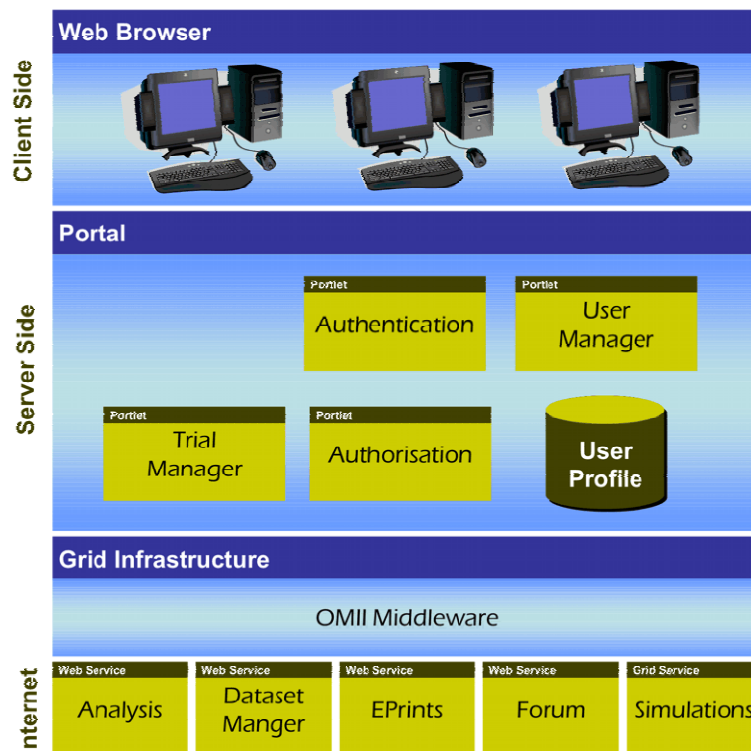 Client Side
Web Browser
Server Side
Portal
Portlet
Authentication
Portlet
User
Manager
Portlet
Trial
Manager
Portlet
Authorisation
User
Profile
nternet
Grid Infrastructure
OMII Middleware
Web Service
Analysis
Web Service
Dataset
Manger
Web Service
EPrints
Web Service
Forum
Grid Service
Simulations